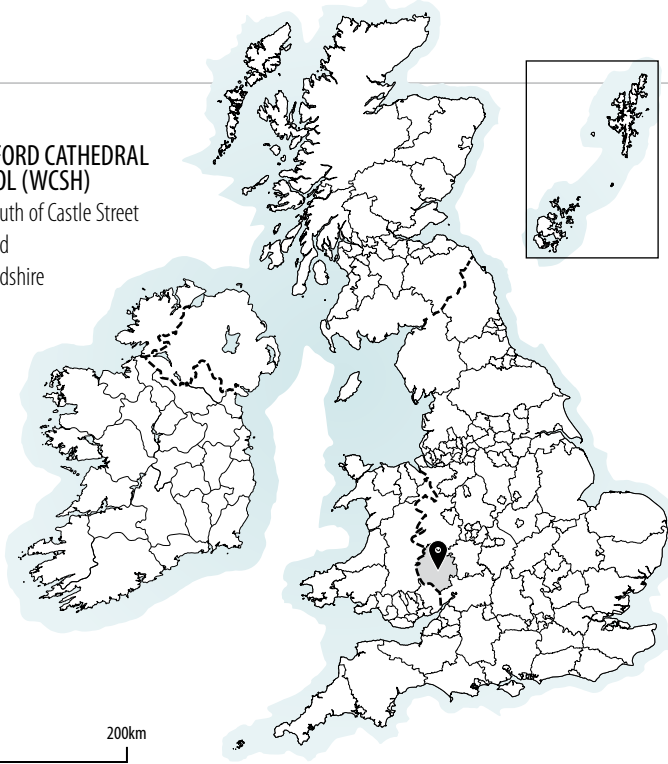 FORD CATHEDRAL
OL (WCSH)
uth of Castle Street
d
dshire
200km